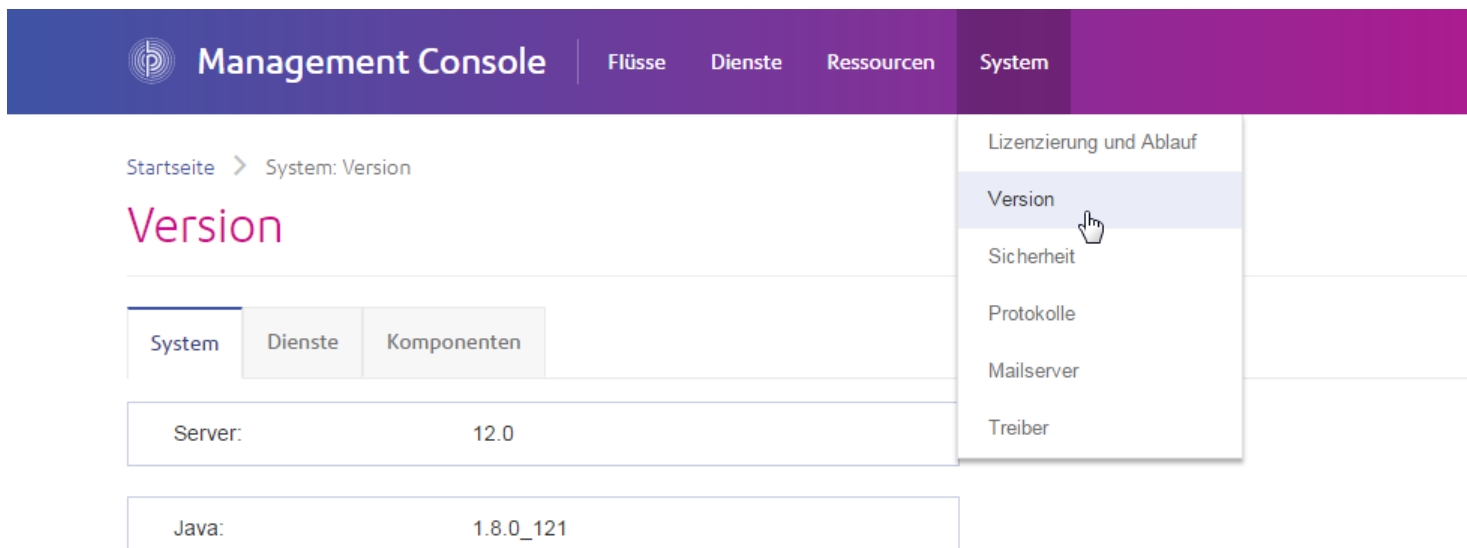 Management Console Flüsse Dienste Ressourcen System
Lizenzierung und Ablauf
Version
Sicherheit
Protokolle
Mailserver
Treiber
Startseite > System: Version
Version
System Dienste Komponenten
Server: 12.0
Java: 1.8.0_121